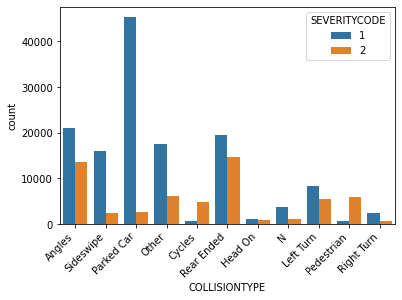 SEVERITYCODE
1
2
40000
30000
20000
10000
0
count
Angles
Sideswipe
Parked Car
Other
Cycles
Rear Ended
Head On
N
Left Turn
Pedestrian
Right Turn
COLLISIONTYPE